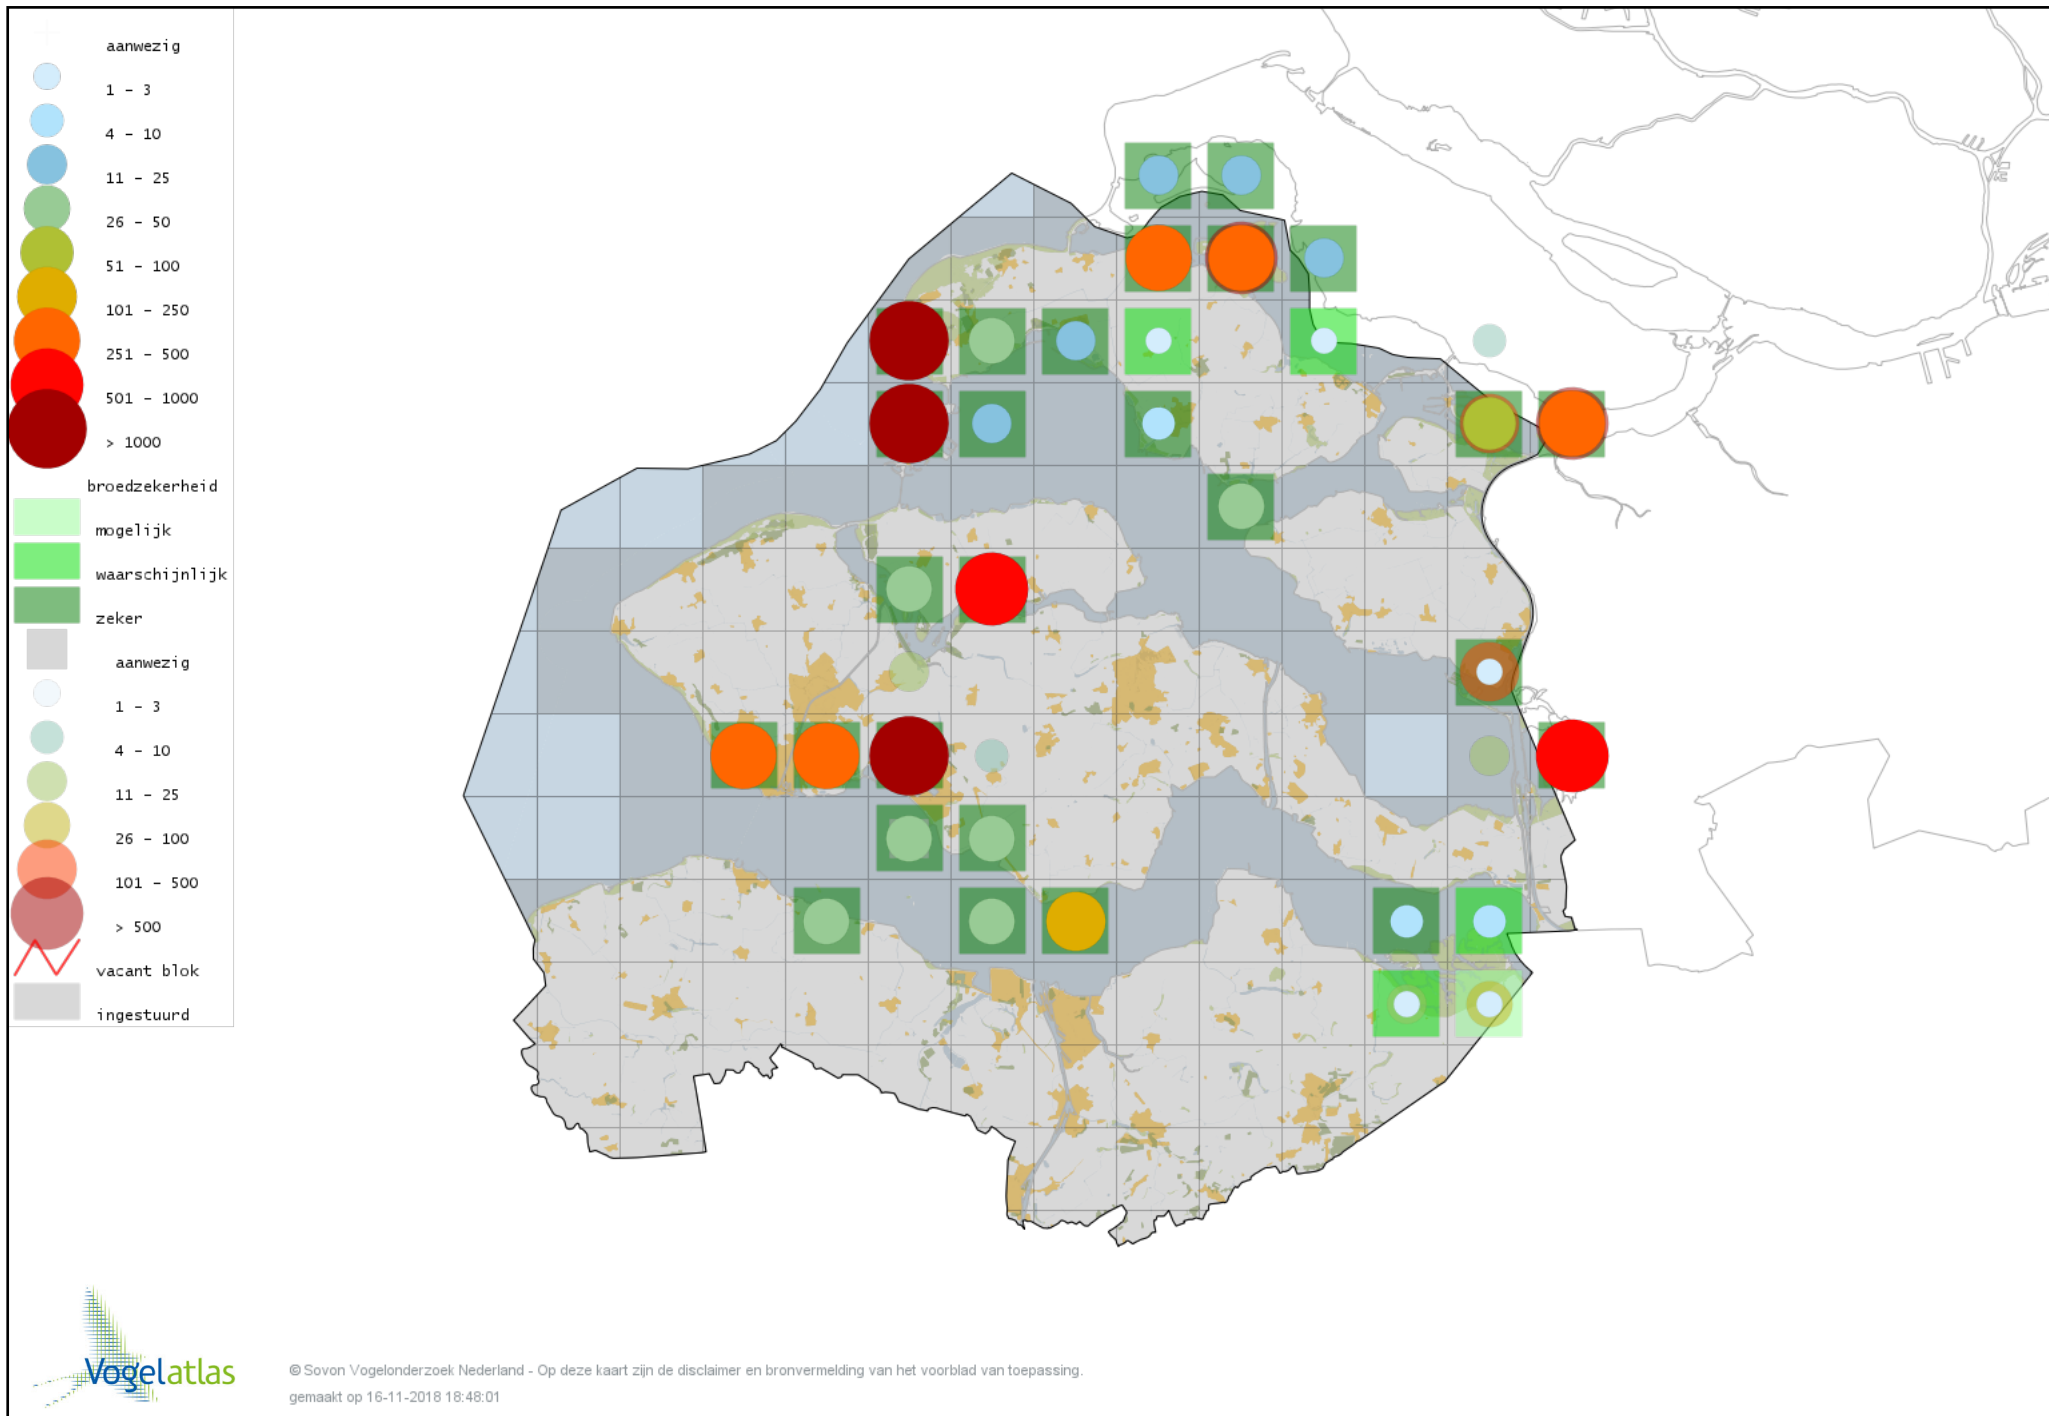 aanwezig
1 - 3
4 - 10
11 - 25
26 - 50
51 - 100
101 - 250
251 - 500
501 - 1000
> 1000
broedzekerheid
mogelijk
waarschijnlijk
zeker
aanwezig
1 - 3
4 - 10
11 - 25
26 - 100
101 - 500
> 500
vacant blok
ingestuurd
Vogelatlas
© Sovon Vogelonderzoek Nederland - Op deze kaart zijn de disclaimer en bronvermelding van het voorblad van toepassing.
gemaakt op 16-11-2018 18:48:01